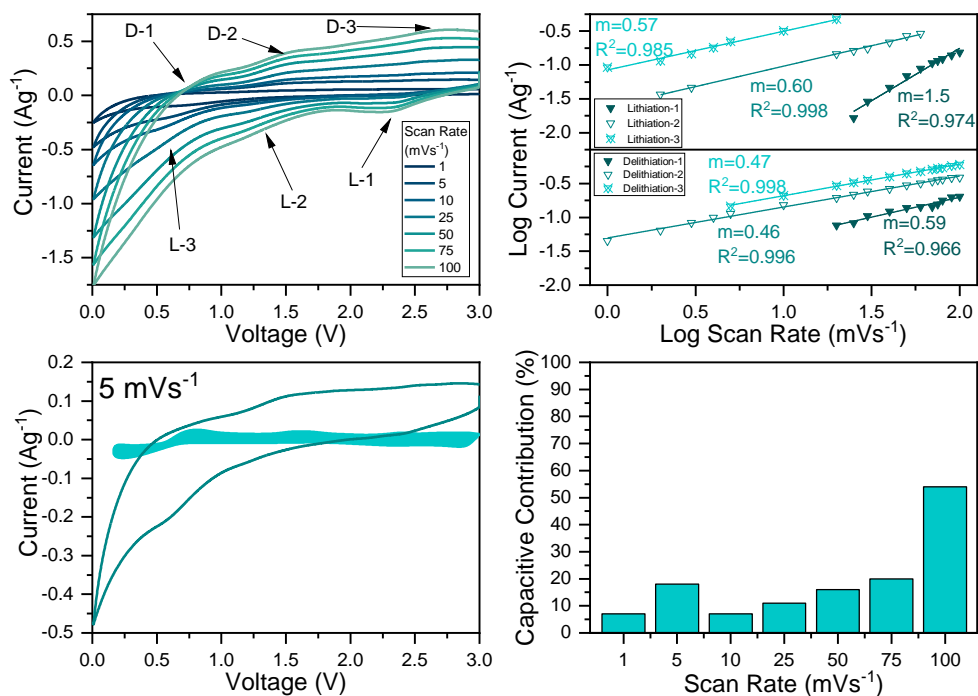 D-1
D-2
D-3
L-1
L-2
L-3
Scan Rate
(mVs⁻¹)
1
5
10
25
50
75
100
0.5
0.0
-0.5
-1.0
-1.5
Current (Ag⁻¹)
0.0 0.5 1.0 1.5 2.0 2.5 3.0
Voltage (V)
m=0.57
R²=0.985
m=0.60
R²=0.998
m=1.5
R²=0.974
Lithiation-1
Lithiation-2
Lithiation-3
-0.5
-1.0
-1.5
-2.0
Delithiation-1
Delithiation-2
Delithiation-3
m=0.47
R²=0.998
m=0.46
R²=0.996
m=0.59
R²=0.966
-0.5
-1.0
-1.5
-2.0
Log Current (Ag⁻¹)
0.0 0.5 1.0 1.5 2.0
Log Scan Rate (mVs⁻¹)
5 mVs⁻¹
0.2
0.1
0.0
-0.1
-0.2
-0.3
-0.4
-0.5
Current (Ag⁻¹)
0.0 0.5 1.0 1.5 2.0 2.5 3.0
Voltage (V)
100
90
80
70
60
50
40
30
20
10
0
Capacitive Contribution (%)
1 5 10 25 50 75 100
Scan Rate (mVs⁻¹)